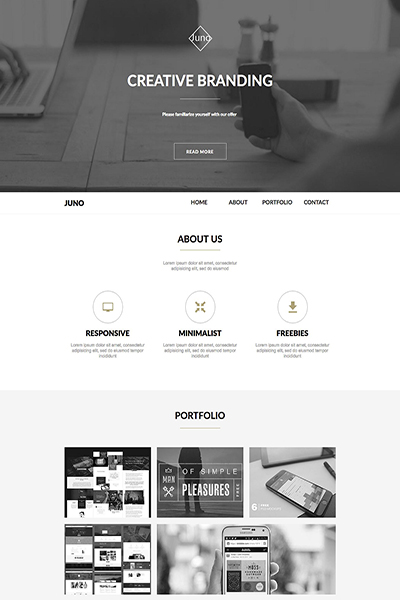 Juno
CREATIVE BRANDING
Please familiarize yourself with our offer
READ MORE
JUNO
HOME ABOUT PORTFOLIO CONTACT
ABOUT US
Lorem ipsum dolor sit amet, consectetur
adipisicing elit, sed do eiusmod
RESPONSIVE
Lorem ipsum dolor sit amet, consectetur
adipisicing elit, sed do eiusmod tempor
incididunt
MINIMALIST
Lorem ipsum dolor sit amet, consectetur
adipisicing elit, sed do eiusmod tempor
incididunt
FREEBIES
Lorem ipsum dolor sit amet, consectetur
adipisicing elit, sed do eiusmod tempor
incididunt
PORTFOLIO
MAN
OF SIMPLE
PLEASURES
FREE
6 FREE